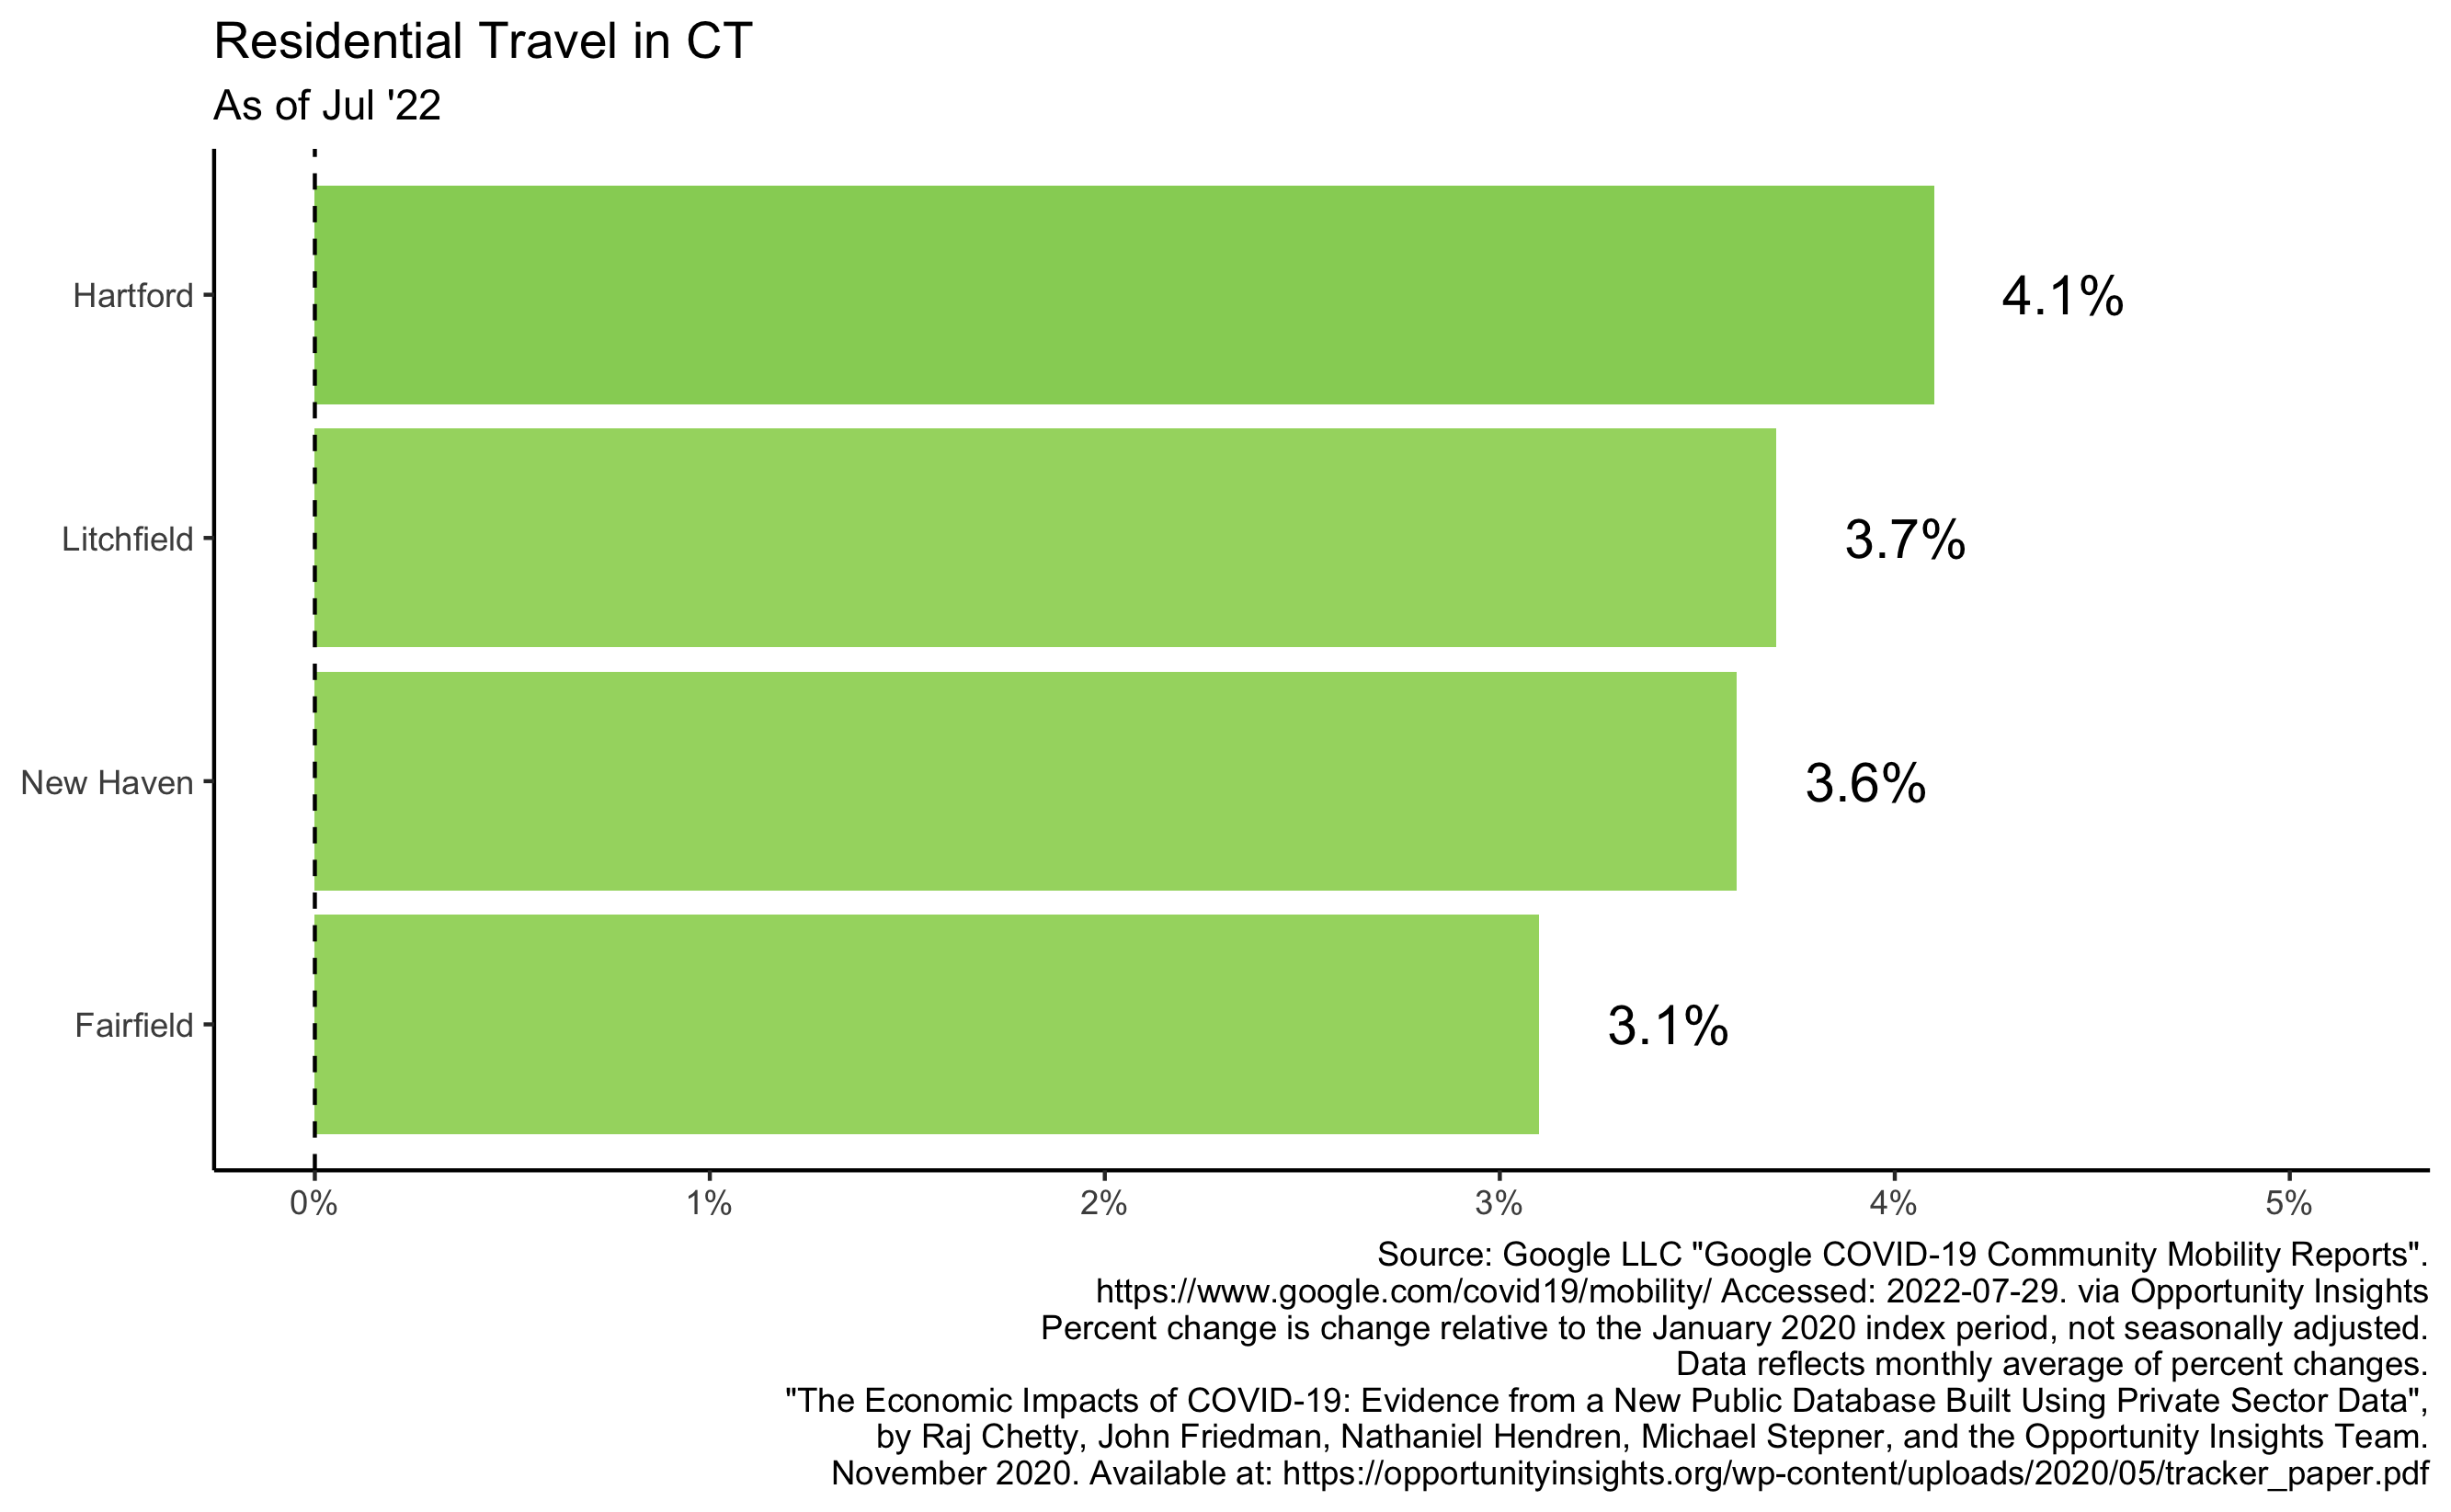 Residential Travel in CT
As of Jul '22
Hartford
4.1%
Litchfield
3.7%
New Haven
3.6%
Fairfield
3.1%
0% 1% 2% 3% 4% 5%
Source: Google LLC "Google COVID-19 Community Mobility Reports".
https://www.google.com/covid19/mobility/ Accessed: 2022-07-29. via Opportunity Insights
Percent change is change relative to the January 2020 index period, not seasonally adjusted.
Data reflects monthly average of percent changes.
"The Economic Impacts of COVID-19: Evidence from a New Public Database Built Using Private Sector Data",
by Raj Chetty, John Friedman, Nathaniel Hendren, Michael Stepner, and the Opportunity Insights Team.
November 2020. Available at: https://opportunityinsights.org/wp-content/uploads/2020/05/tracker_paper.pdf